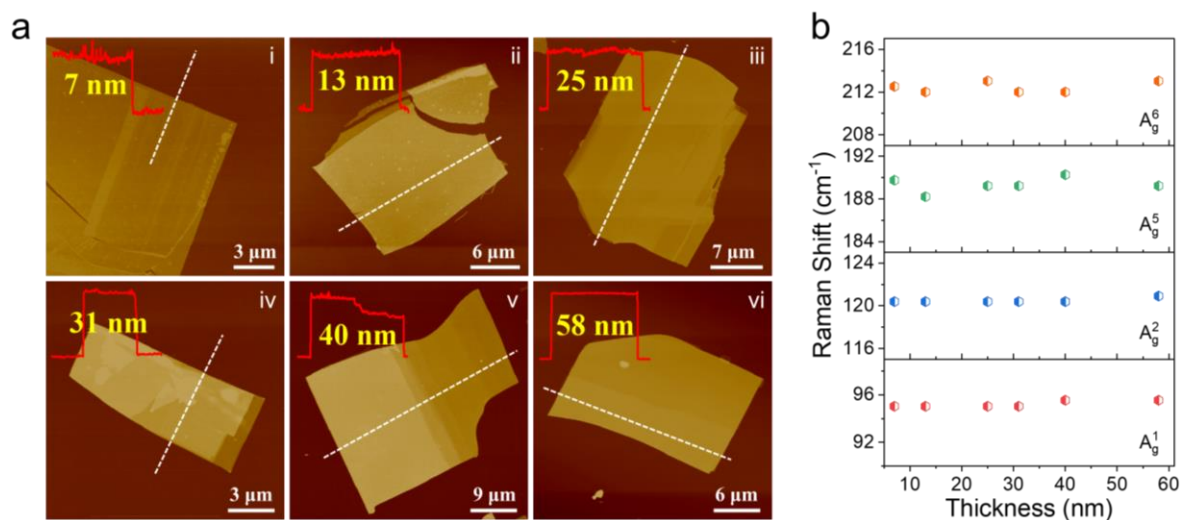 a
i
7 nm
3 μm
ii
13 nm
6 μm
iii
25 nm
7 μm
iv
31 nm
3 μm
v
40 nm
9 μm
vi
58 nm
6 μm
b
Raman Shift (cm⁻¹)
216
212
208
A⁶g
192
188
184
A⁵g
124
120
116
A²g
96
92
A¹g
10 20 30 40 50 60
Thickness (nm)